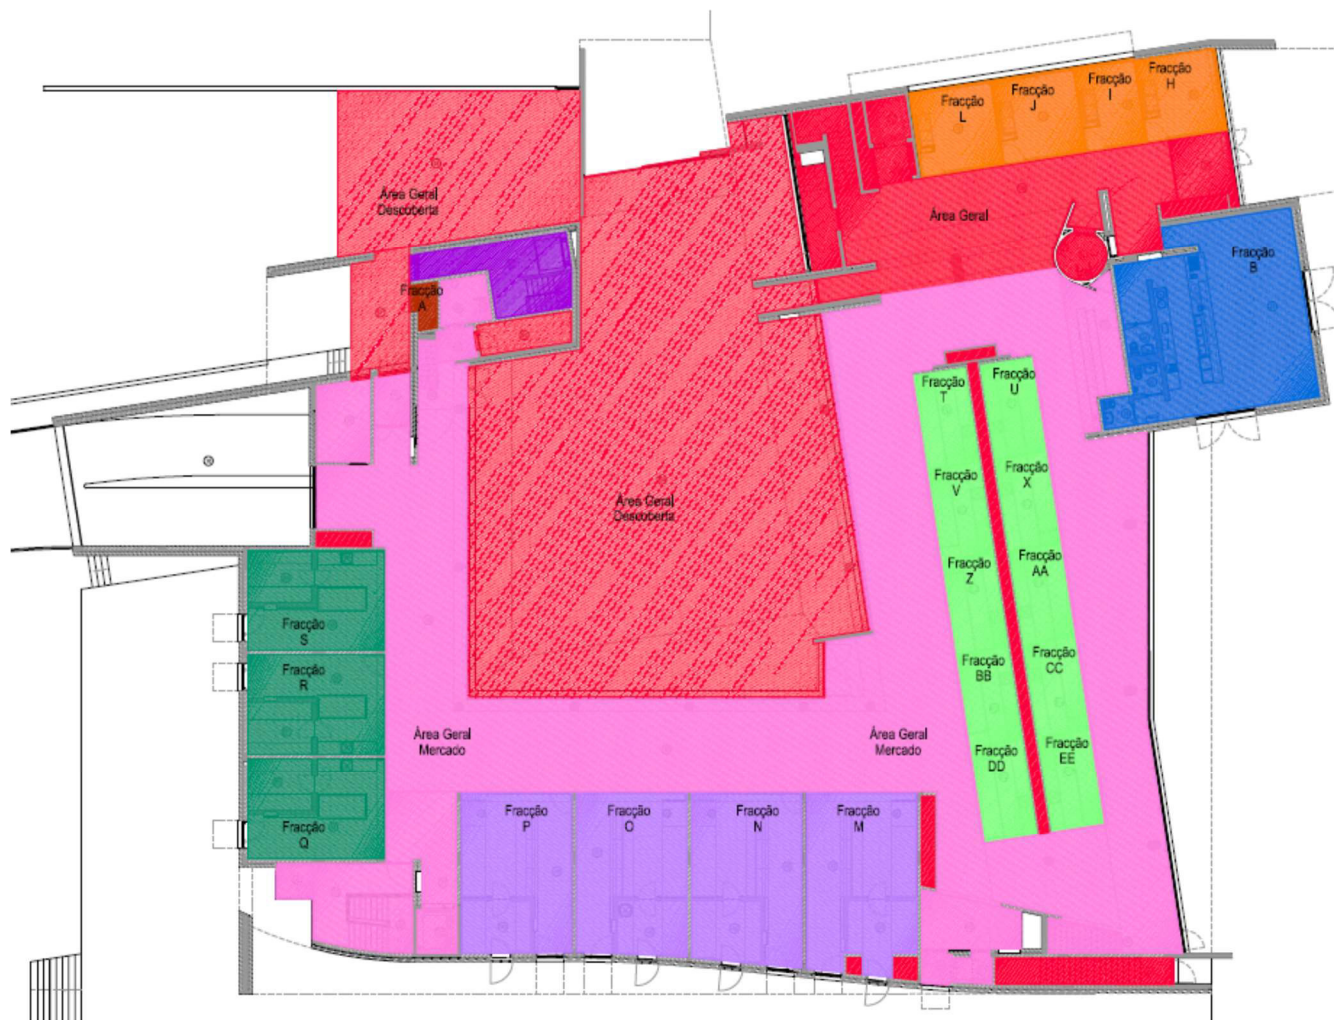 Fracção
L
Fracção
J
Fracção
I
Fracção
H
Área Geral
Descoberta
Área Geral
Fracção
B
Fracção
A
Fracção
T
Fracção
U
Fracção
V
Fracção
X
Área Geral
Descoberta
Fracção
Z
Fracção
AA
Fracção
S
Fracção
R
Fracção
BB
Fracção
CC
Área Geral
Mercado
Área Geral
Mercado
Fracção
DD
Fracção
EE
Fracção
Q
Fracção
P
Fracção
O
Fracção
N
Fracção
M